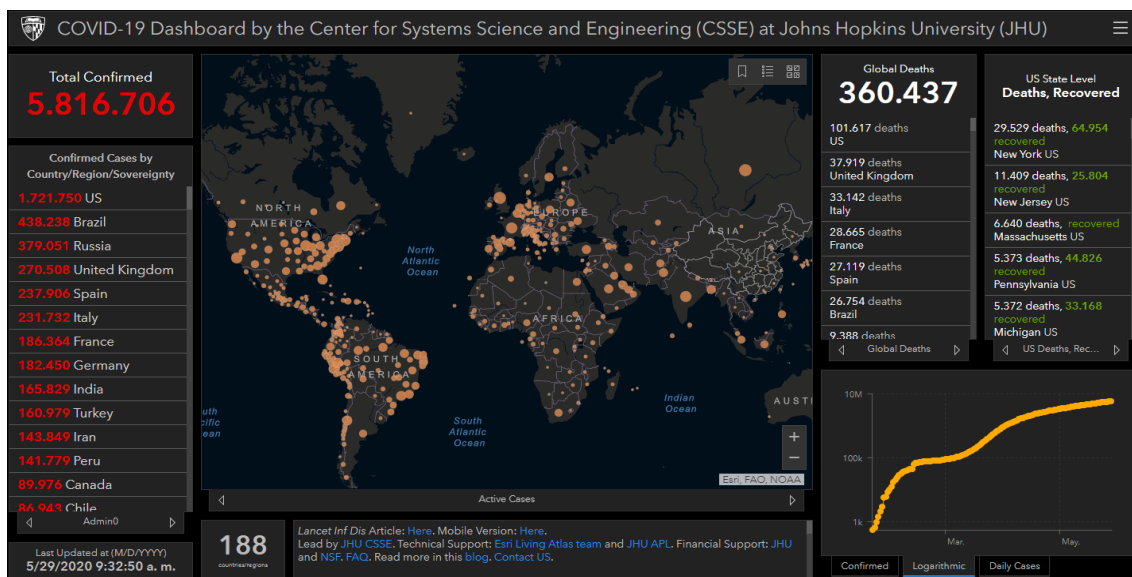 COVID-19 Dashboard by the Center for Systems Science and Engineering (CSSE) at Johns Hopkins University (JHU)
Total Confirmed
5.816.706
Confirmed Cases by
Country/Region/Sovereignty
1.721.750 US
438.238 Brazil
379.051 Russia
270.508 United Kingdom
237.906 Spain
231.732 Italy
186.364 France
182.450 Germany
165.829 India
160.979 Turkey
143.849 Iran
141.779 Peru
89.976 Canada
86.943 Chile
Admin0
Last Updated at (M/D/YYYY)
5/29/2020 9:32:50 a. m.
NORTH
AMERICA
EUROPE
ASIA
North
Atlantic
Ocean
AFRICA
SOUTH
AMERICA
Indian
Ocean
AUSTI
uth
cific
ean
South
Atlantic
Ocean
+
−
Esri, FAO, NOAA
Active Cases
188
countries/regions
Lancet Inf Dis Article: Here. Mobile Version: Here.
Lead by JHU CSSE. Technical Support: Esri Living Atlas team and JHU APL. Financial Support: JHU
and NSF. FAQ. Read more in this blog. Contact US.
Global Deaths
360.437
101.617 deaths
US
37.919 deaths
United Kingdom
33.142 deaths
Italy
28.665 deaths
France
27.119 deaths
Spain
26.754 deaths
Brazil
9.388 deaths
Global Deaths
US State Level
Deaths, Recovered
29.529 deaths, 64.954
recovered
New York US
11.409 deaths, 25.804
recovered
New Jersey US
6.640 deaths, recovered
Massachusetts US
5.373 deaths, 44.826
recovered
Pennsylvania US
5.372 deaths, 33.168
recovered
Michigan US
US Deaths, Rec...
10M
100k
1k
Mar.
May.
Confirmed
Logarithmic
Daily Cases